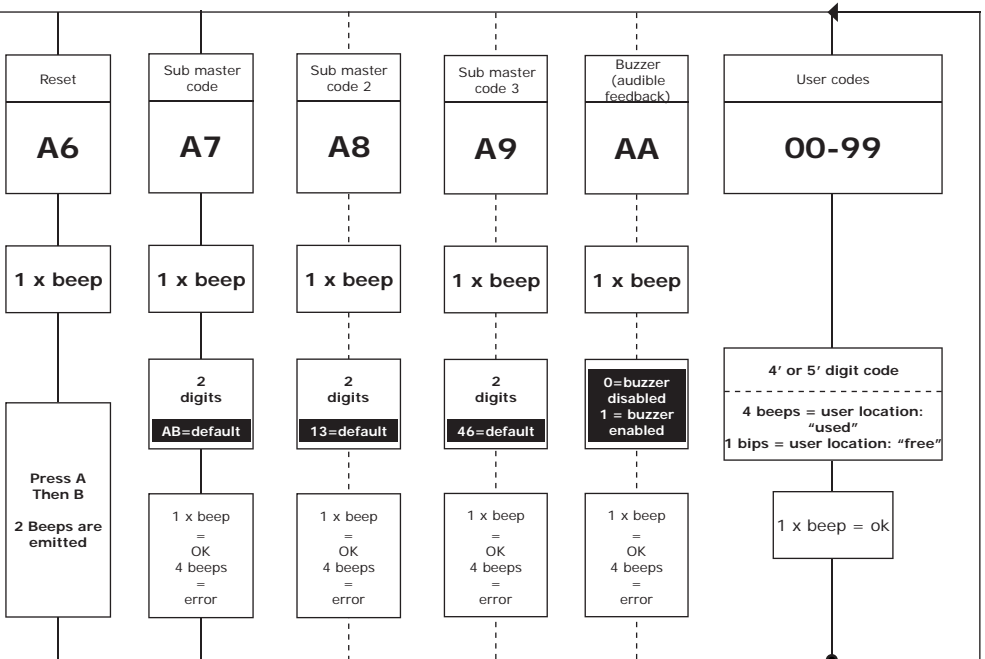 Reset
A6
1 x beep
Press A
Then B
2 Beeps are
emitted
Sub master
code
A7
1 x beep
2
digits
AB=default
1 x beep
=
OK
4 beeps
=
error
Sub master
code 2
A8
1 x beep
2
digits
13=default
1 x beep
=
OK
4 beeps
=
error
Sub master
code 3
A9
1 x beep
2
digits
46=default
1 x beep
=
OK
4 beeps
=
error
Buzzer
(audible
feedback)
AA
1 x beep
0=buzzer
disabled
1 = buzzer
enabled
1 x beep
=
OK
4 beeps
=
error
User codes
00-99
4’ or 5’ digit code
4 beeps = user location:
“used”
1 bips = user location: “free”
1 x beep = ok